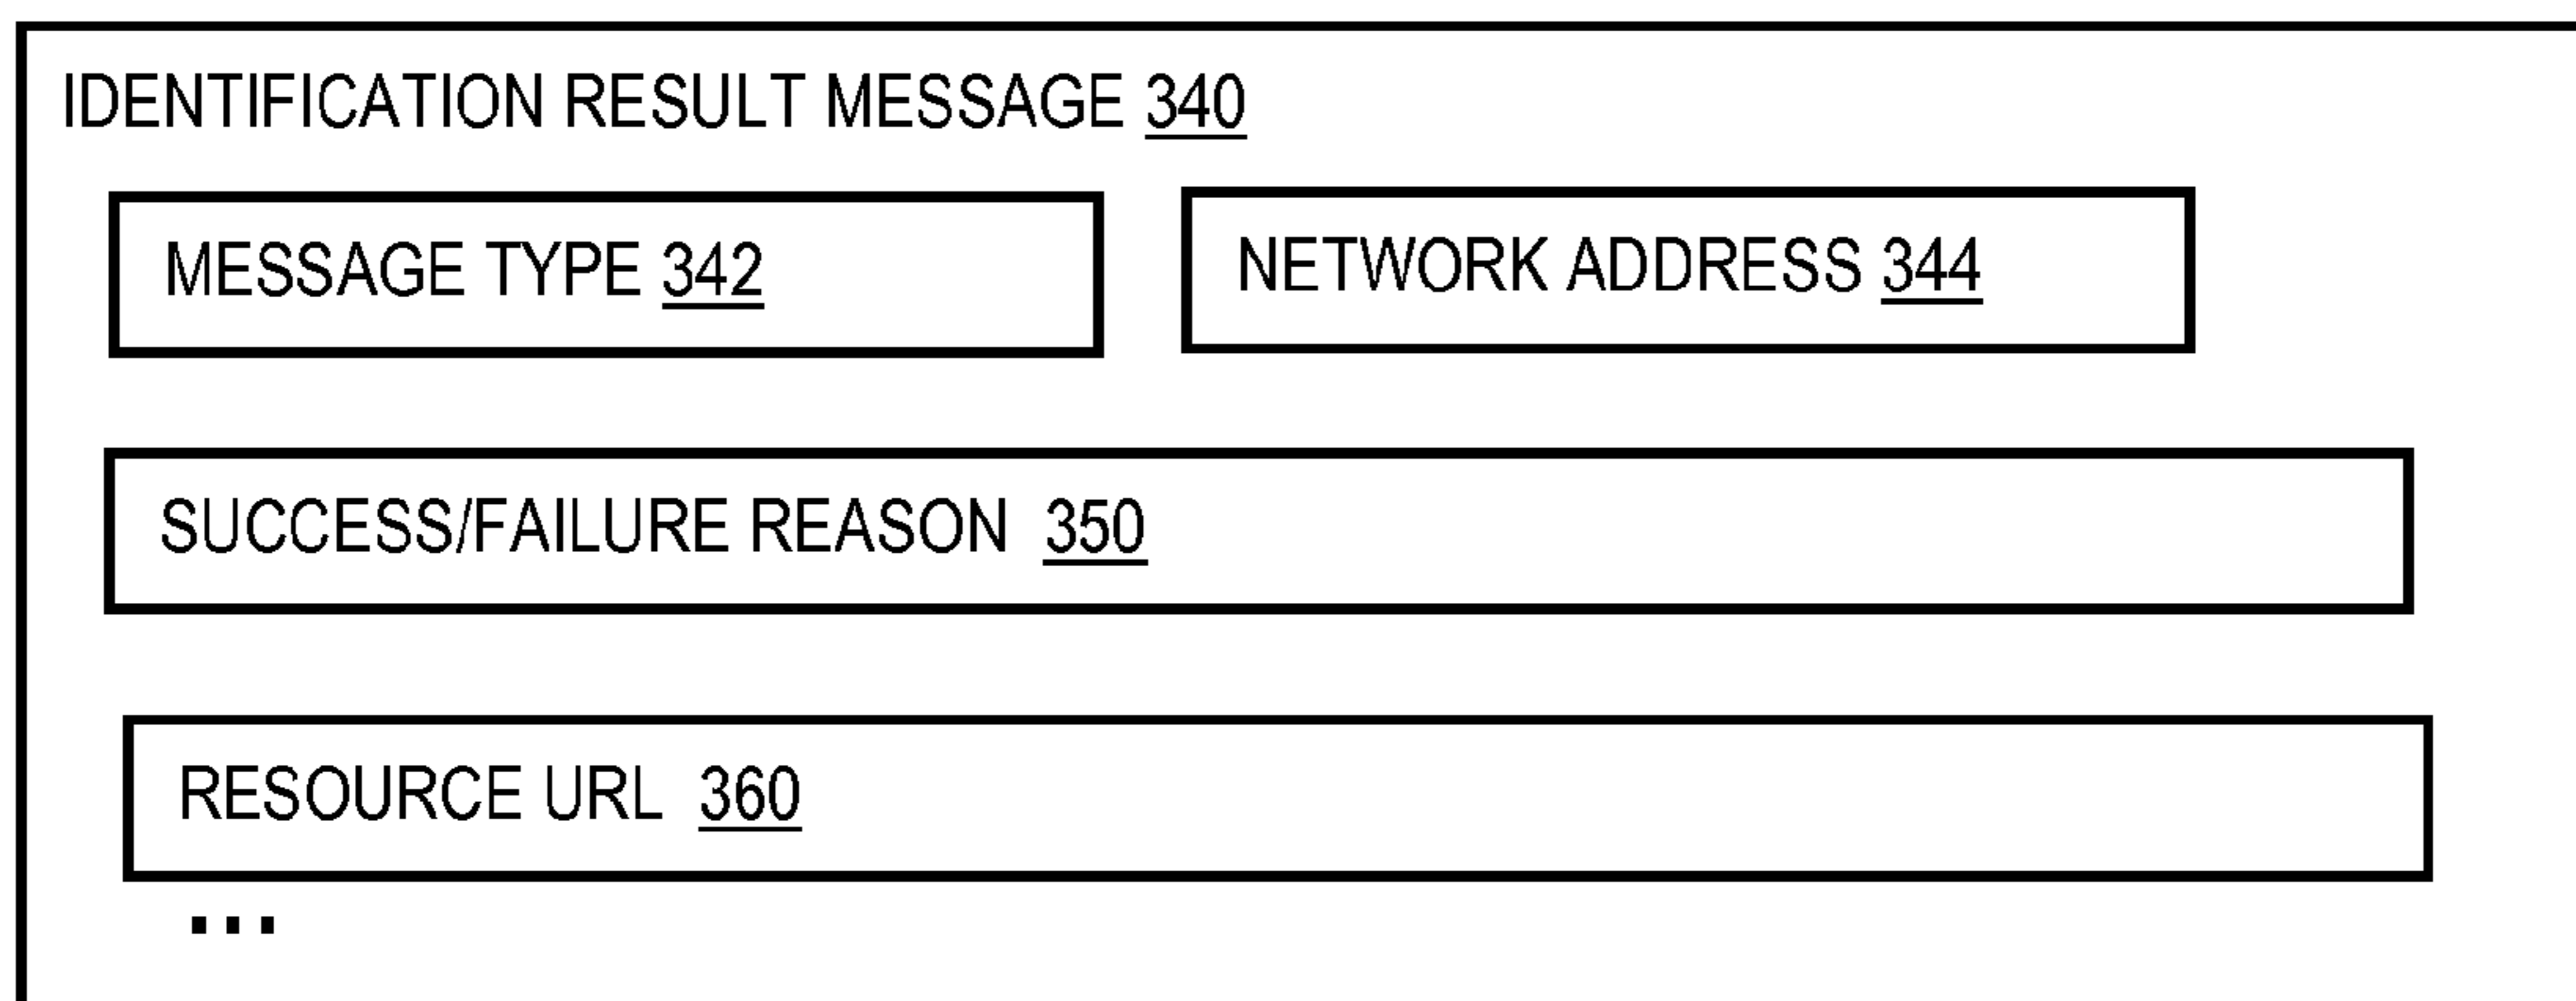 IDENTIFICATION RESULT MESSAGE 340
MESSAGE TYPE 342 NETWORK ADDRESS 344
SUCCESS/FAILURE REASON 350
RESOURCE URL 360
...